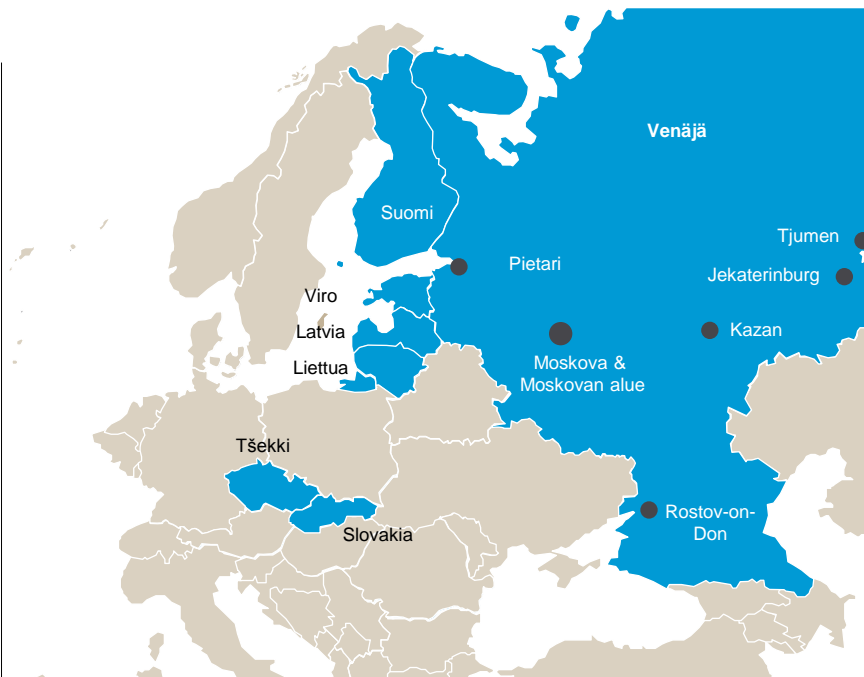 Venäjä
Suomi
Tjumen
Pietari
Jekaterinburg
Viro
Latvia
Kazan
Liettua
Moskova &
Moskovan alue
Tšekki
Rostov-on-
Don
Slovakia